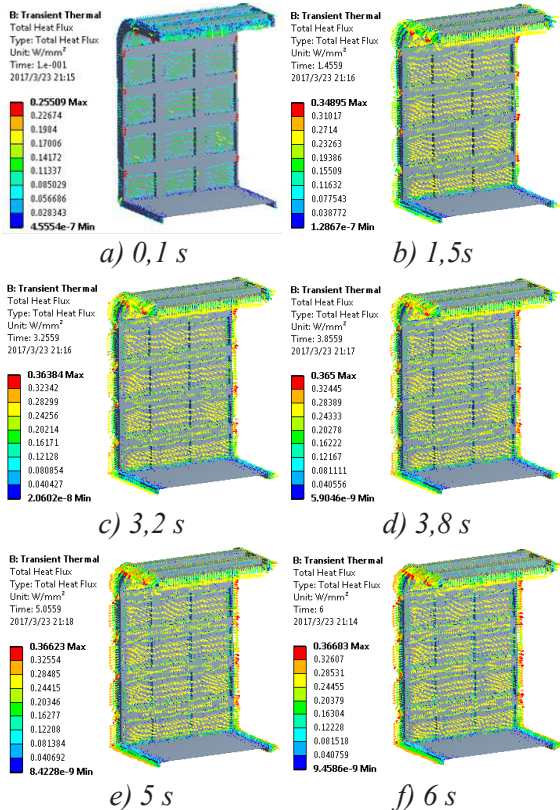 B: Transient Thermal
Total Heat Flux
Type: Total Heat Flux
Unit: W/mm²
Time: 1.e-001
2017/3/23 21:15
0.25509 Max
0.22674
0.1984
0.17006
0.14172
0.11337
0.085029
0.056686
0.028343
4.5554e-7 Min
a) 0,1 s
B: Transient Thermal
Total Heat Flux
Type: Total Heat Flux
Unit: W/mm²
Time: 1.4559
2017/3/23 21:16
0.34895 Max
0.31017
0.2714
0.23263
0.19386
0.15509
0.11632
0.077543
0.038772
1.2867e-7 Min
b) 1,5s
B: Transient Thermal
Total Heat Flux
Type: Total Heat Flux
Unit: W/mm²
Time: 3.2559
2017/3/23 21:16
0.36384 Max
0.32342
0.28299
0.24256
0.20214
0.16171
0.12128
0.080854
0.040427
2.0602e-8 Min
c) 3,2 s
B: Transient Thermal
Total Heat Flux
Type: Total Heat Flux
Unit: W/mm²
Time: 3.8559
2017/3/23 21:17
0.365 Max
0.32445
0.28389
0.24333
0.20278
0.16222
0.12167
0.081111
0.040556
5.9046e-9 Min
d) 3,8 s
B: Transient Thermal
Total Heat Flux
Type: Total Heat Flux
Unit: W/mm²
Time: 5.0559
2017/3/23 21:18
0.36623 Max
0.32554
0.28485
0.24415
0.20346
0.16277
0.12208
0.081384
0.040692
8.4228e-9 Min
e) 5 s
B: Transient Thermal
Total Heat Flux
Type: Total Heat Flux
Unit: W/mm²
Time: 6
2017/3/23 21:14
0.36683 Max
0.32607
0.28531
0.24455
0.20379
0.16304
0.12228
0.081518
0.040759
9.4586e-9 Min
f) 6 s